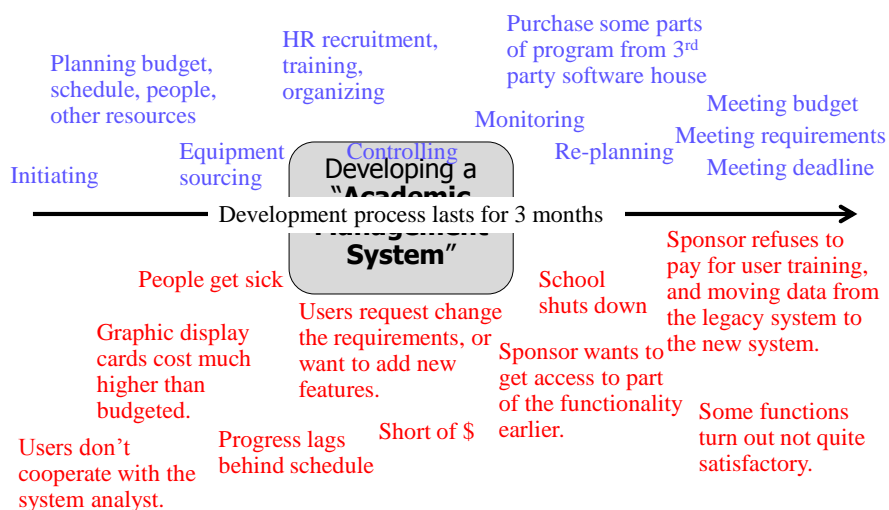 Planning budget,
schedule, people,
other resources
HR recruitment,
training,
organizing
Purchase some parts
of program from 3rd
party software house
Initiating
Equipment
sourcing
Controlling
Monitoring
Re-planning
Meeting budget
Meeting requirements
Meeting deadline
Developing a
“Academic
Development process lasts for 3 months
Management
System”
People get sick
Graphic display
cards cost much
higher than
budgeted.
Users don’t
cooperate with the
system analyst.
Progress lags
behind schedule
Users request change
the requirements, or
want to add new
features.
Short of $
School
shuts down
Sponsor wants to
get access to part
of the functionality
earlier.
Sponsor refuses to
pay for user training,
and moving data from
the legacy system to
the new system.
Some functions
turn out not quite
satisfactory.